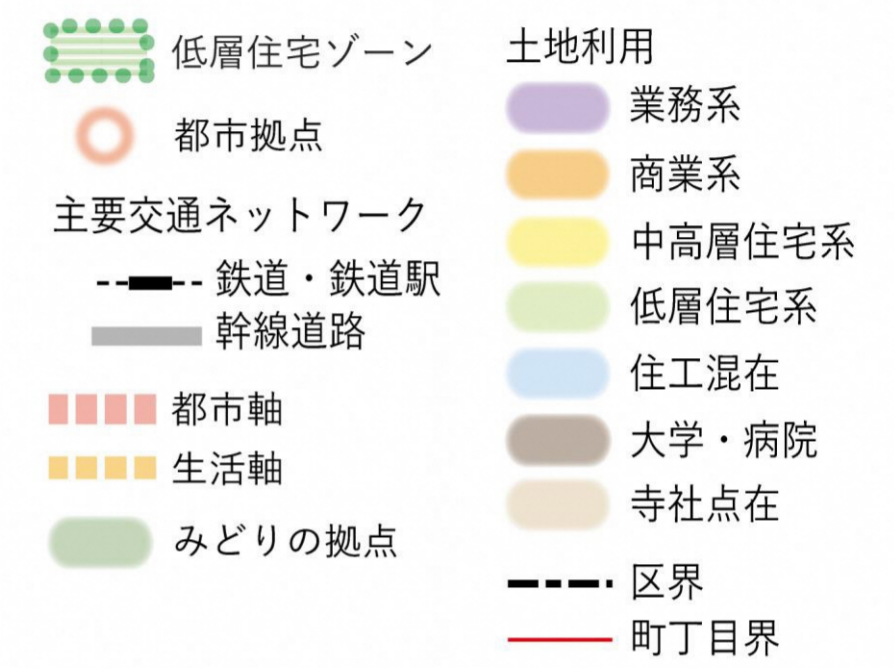 低層住宅ゾーン
都市拠点
主要交通ネットワーク
鉄道・鉄道駅
幹線道路
都市軸
生活軸
みどりの拠点
土地利用
業務系
商業系
中高層住宅系
低層住宅系
住工混在
大学・病院
寺社点在
区界
町丁目界